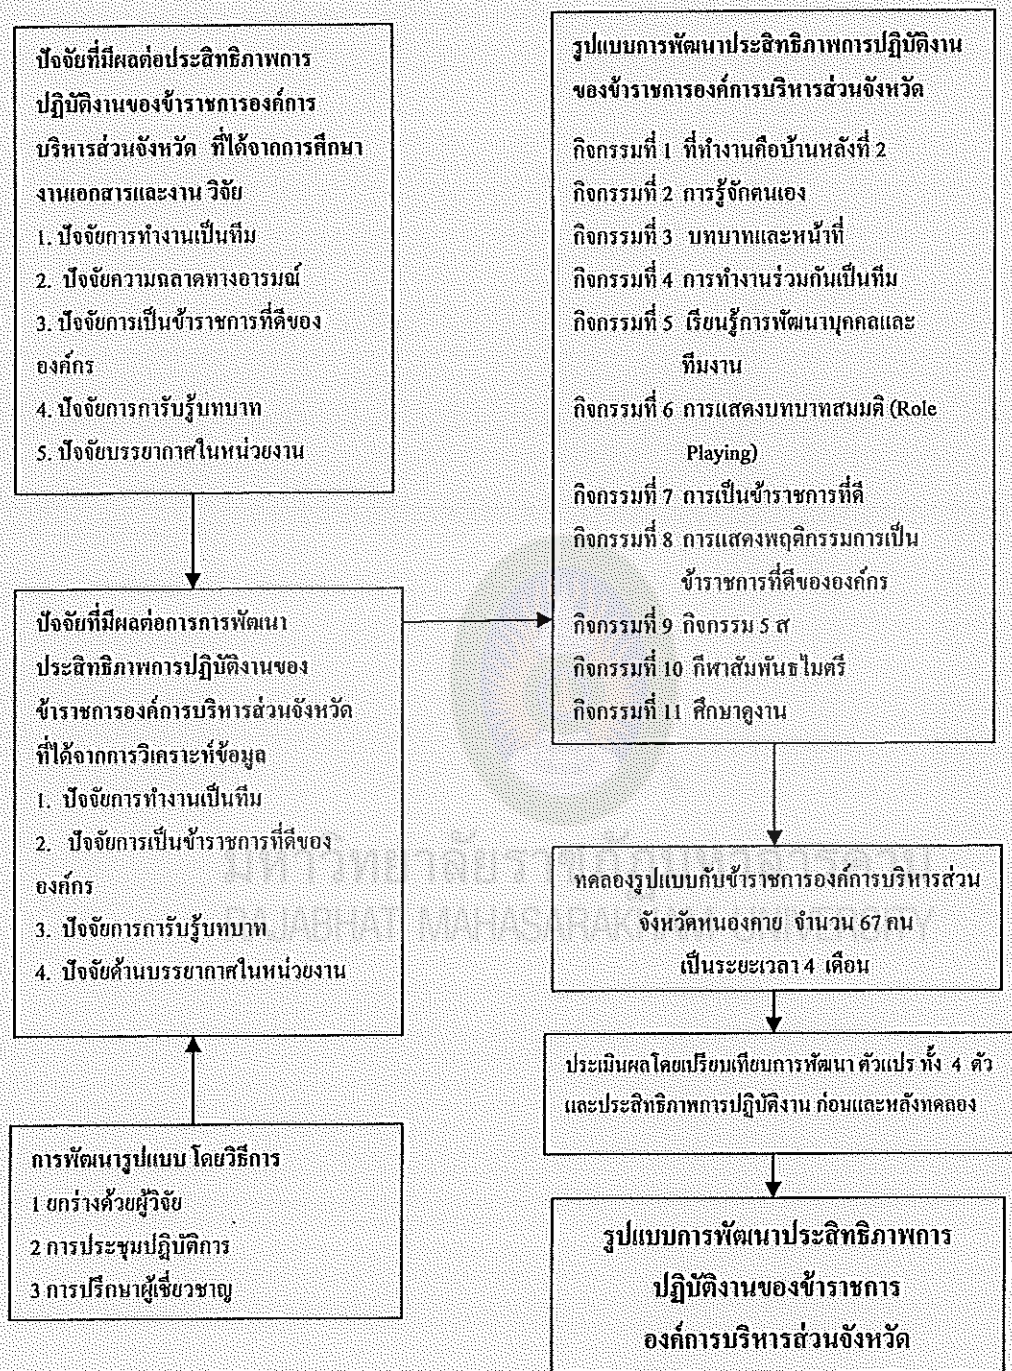 ปัจจัยที่มีผลต่อประสิทธิภาพการ
ปฏิบัติงานของข้าราชการองค์การ
บริหารส่วนจังหวัด ที่ได้จากการศึกษา
งานเอกสารและงาน วิจัย
1. ปัจจัยการทำงานเป็นทีม
2. ปัจจัยความฉลาดทางอารมณ์
3. ปัจจัยการเป็นข้าราชการที่ดีของ
องค์กร
4. ปัจจัยการการับรู้บทบาท
5. ปัจจัยบรรยากาศในหน่วยงาน
ปัจจัยที่มีผลต่อการการพัฒนา
ประสิทธิภาพการปฏิบัติงานของ
ข้าราชการองค์การบริหารส่วนจังหวัด
ที่ได้จากการวิเคราะห์ข้อมูล
1. ปัจจัยการทำงานเป็นทีม
2. ปัจจัยการเป็นข้าราชการที่ดีของ
องค์กร
3. ปัจจัยการการับรู้บทบาท
4. ปัจจัยด้านบรรยากาศในหน่วยงาน
การพัฒนารูปแบบ โดยวิธีการ
1 ยกร่างด้วยผู้วิจัย
2 การประชุมปฏิบัติการ
3 การปรึกษาผู้เชี่ยวชาญ
รูปแบบการพัฒนาประสิทธิภาพการปฏิบัติงาน
ของข้าราชการองค์การบริหารส่วนจังหวัด
กิจกรรมที่ 1 ที่ทำงานคือบ้านหลังที่ 2
กิจกรรมที่ 2 การรู้จักตนเอง
กิจกรรมที่ 3 บทบาทและหน้าที่
กิจกรรมที่ 4 การทำงานร่วมกันเป็นทีม
กิจกรรมที่ 5 เรียนรู้การพัฒนาบุคคลและ
ทีมงาน
กิจกรรมที่ 6 การแสดงบทบาทสมมติ (Role
Playing)
กิจกรรมที่ 7 การเป็นข้าราชการที่ดี
กิจกรรมที่ 8 การแสดงพฤติกรรมการเป็น
ข้าราชการที่ดีขององค์กร
กิจกรรมที่ 9 กิจกรรม 5 ส
กิจกรรมที่ 10 กีฬาสัมพันธไมตรี
กิจกรรมที่ 11 ศึกษาดูงาน
ทดลองรูปแบบกับข้าราชการองค์การบริหารส่วน
จังหวัดหนองคาย จำนวน 67 คน
เป็นระยะเวลา 4 เดือน
ประเมินผลโดยเปรียบเทียบการพัฒนา ตัวแปร ทั้ง 4 ตัว
และประสิทธิภาพการปฏิบัติงาน ก่อนและหลังทดลอง
รูปแบบการพัฒนาประสิทธิภาพการ
ปฏิบัติงานของข้าราชการ
องค์การบริหารส่วนจังหวัด